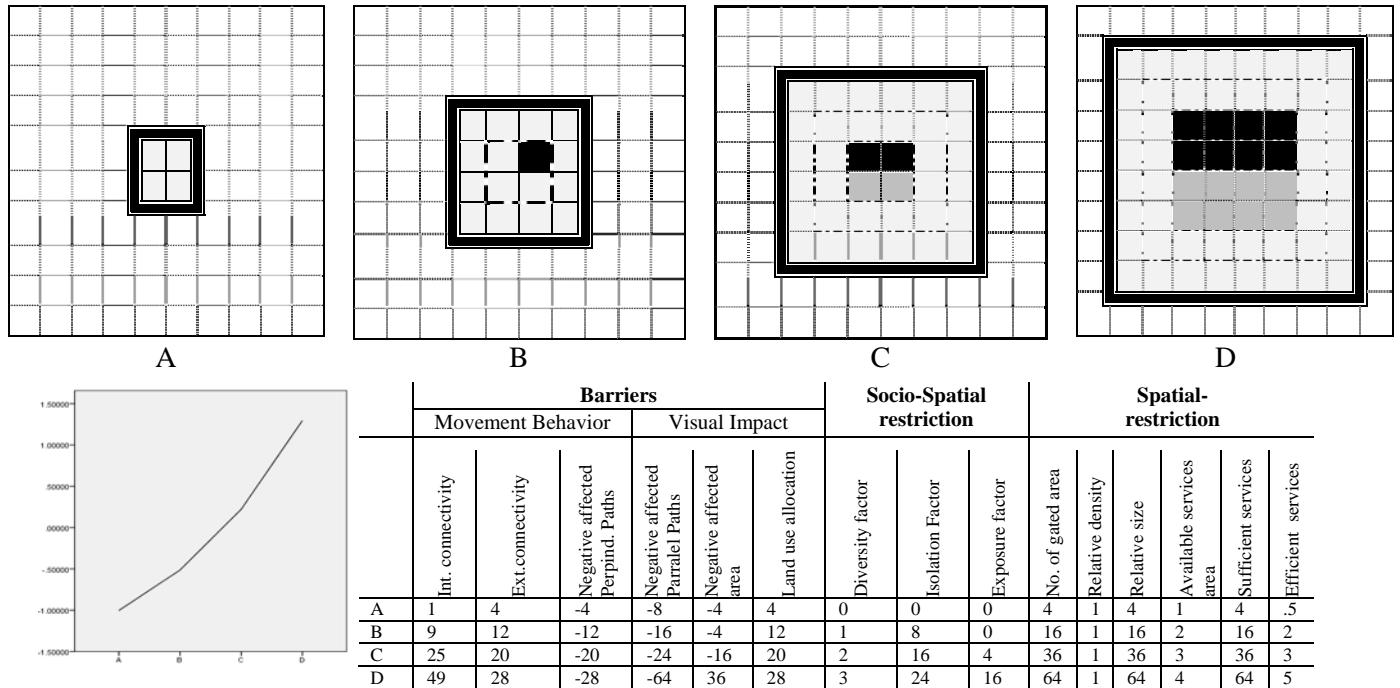 A B C D
1.50000
1.00000
.50000
.00000
-.50000
-1.00000
-1.50000
A B C D
Barriers Socio-Spatial restriction Spatial-restriction
Movement Behavior Visual Impact
Int. connectivity
Ext.connectivity
Negative affected
Perpind. Paths
Negative affected
Parralel Paths
Negative affected
area
Land use allocation
Diversity factor
Isolation Factor
Exposure factor
No. of gated area
Relative density
Relative size
Available services
area
Sufficient services
Efficient services
A 1 4 -4 -8 -4 4 0 0 0 4 1 4 1 4 .5
B 9 12 -12 -16 -4 12 1 8 0 16 1 16 2 16 2
C 25 20 -20 -24 -16 20 2 16 4 36 1 36 3 36 3
D 49 28 -28 -64 36 28 3 24 16 64 1 64 4 64 5